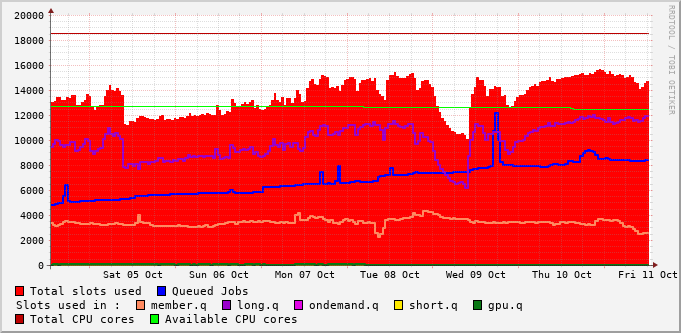 20000
18000
16000
14000
12000
10000
8000
6000
4000
2000
0
Sat 05 Oct Sun 06 Oct Mon 07 Oct Tue 08 Oct Wed 09 Oct Thu 10 Oct Fri 11 Oct
Total slots used Queued Jobs
Slots used in : member.q long.q ondemand.q short.q gpu.q
Total CPU cores Available CPU cores
RRDTOOL / TOBI OETIKER